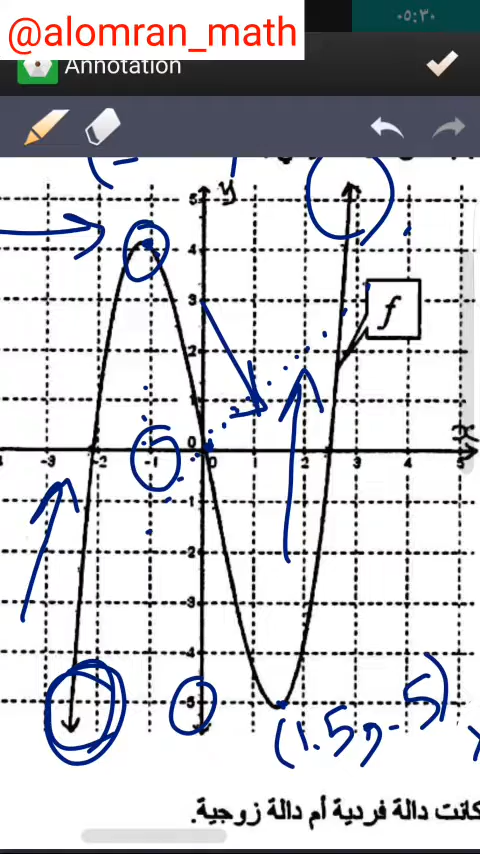 ٠٥:٣٠
@alomran_math
Annotation
y
5
4
3
f
2
1
0
x
-3 -2 -1 1 2 3 4 5
-1
-2
-3
-4
-5
(1.5, -5)
كانت دالة فردية أم دالة زوجية.